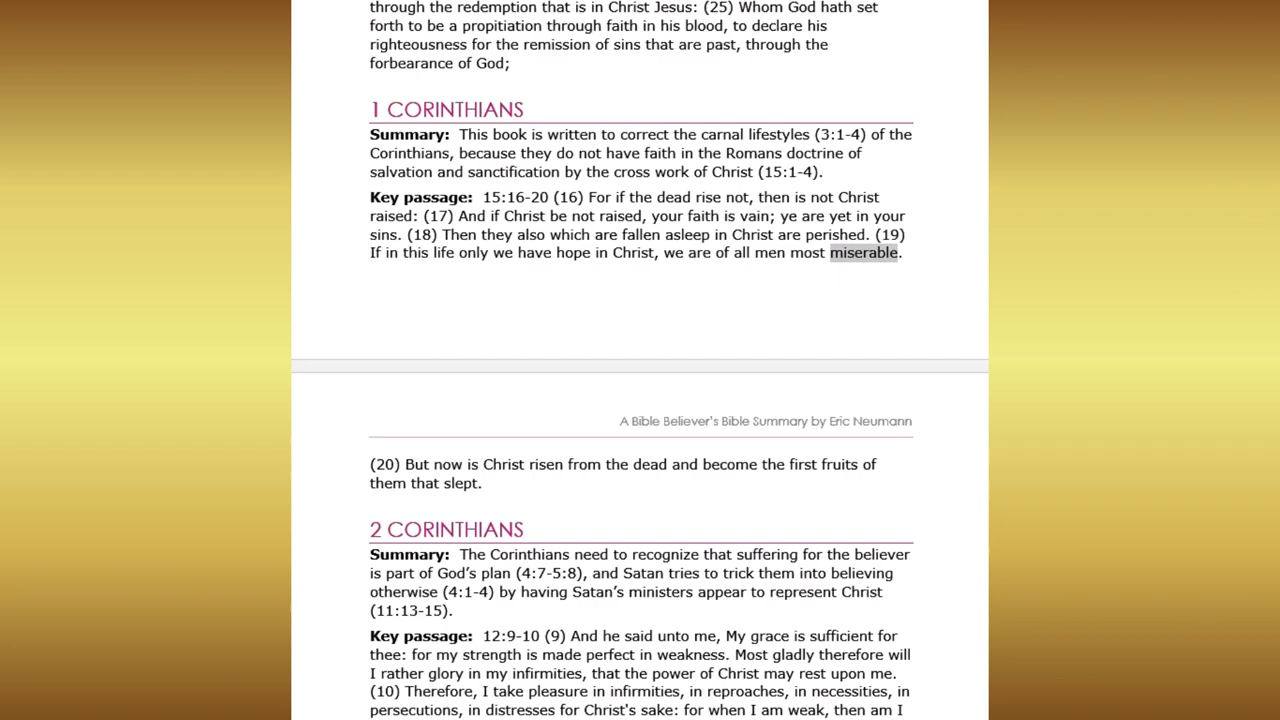 through the redemption that is in Christ Jesus: (25) Whom God hath set
forth to be a propitiation through faith in his blood, to declare his
righteousness for the remission of sins that are past, through the
forbearance of God;
1 CORINTHIANS
Summary: This book is written to correct the carnal lifestyles (3:1-4) of the
Corinthians, because they do not have faith in the Romans doctrine of
salvation and sanctification by the cross work of Christ (15:1-4).
Key passage: 15:16-20 (16) For if the dead rise not, then is not Christ
raised: (17) And if Christ be not raised, your faith is vain; ye are yet in your
sins. (18) Then they also which are fallen asleep in Christ are perished. (19)
If in this life only we have hope in Christ, we are of all men most miserable.
A Bible Believer's Bible Summary by Eric Neumann
(20) But now is Christ risen from the dead and become the first fruits of
them that slept.
2 CORINTHIANS
Summary: The Corinthians need to recognize that suffering for the believer
is part of God's plan (4:7-5:8), and Satan tries to trick them into believing
otherwise (4:1-4) by having Satan's ministers appear to represent Christ
(11:13-15).
Key passage: 12:9-10 (9) And he said unto me, My grace is sufficient for
thee: for my strength is made perfect in weakness. Most gladly therefore will
I rather glory in my infirmities, that the power of Christ may rest upon me.
(10) Therefore, I take pleasure in infirmities, in reproaches, in necessities, in
persecutions, in distresses for Christ's sake: for when I am weak, then am I